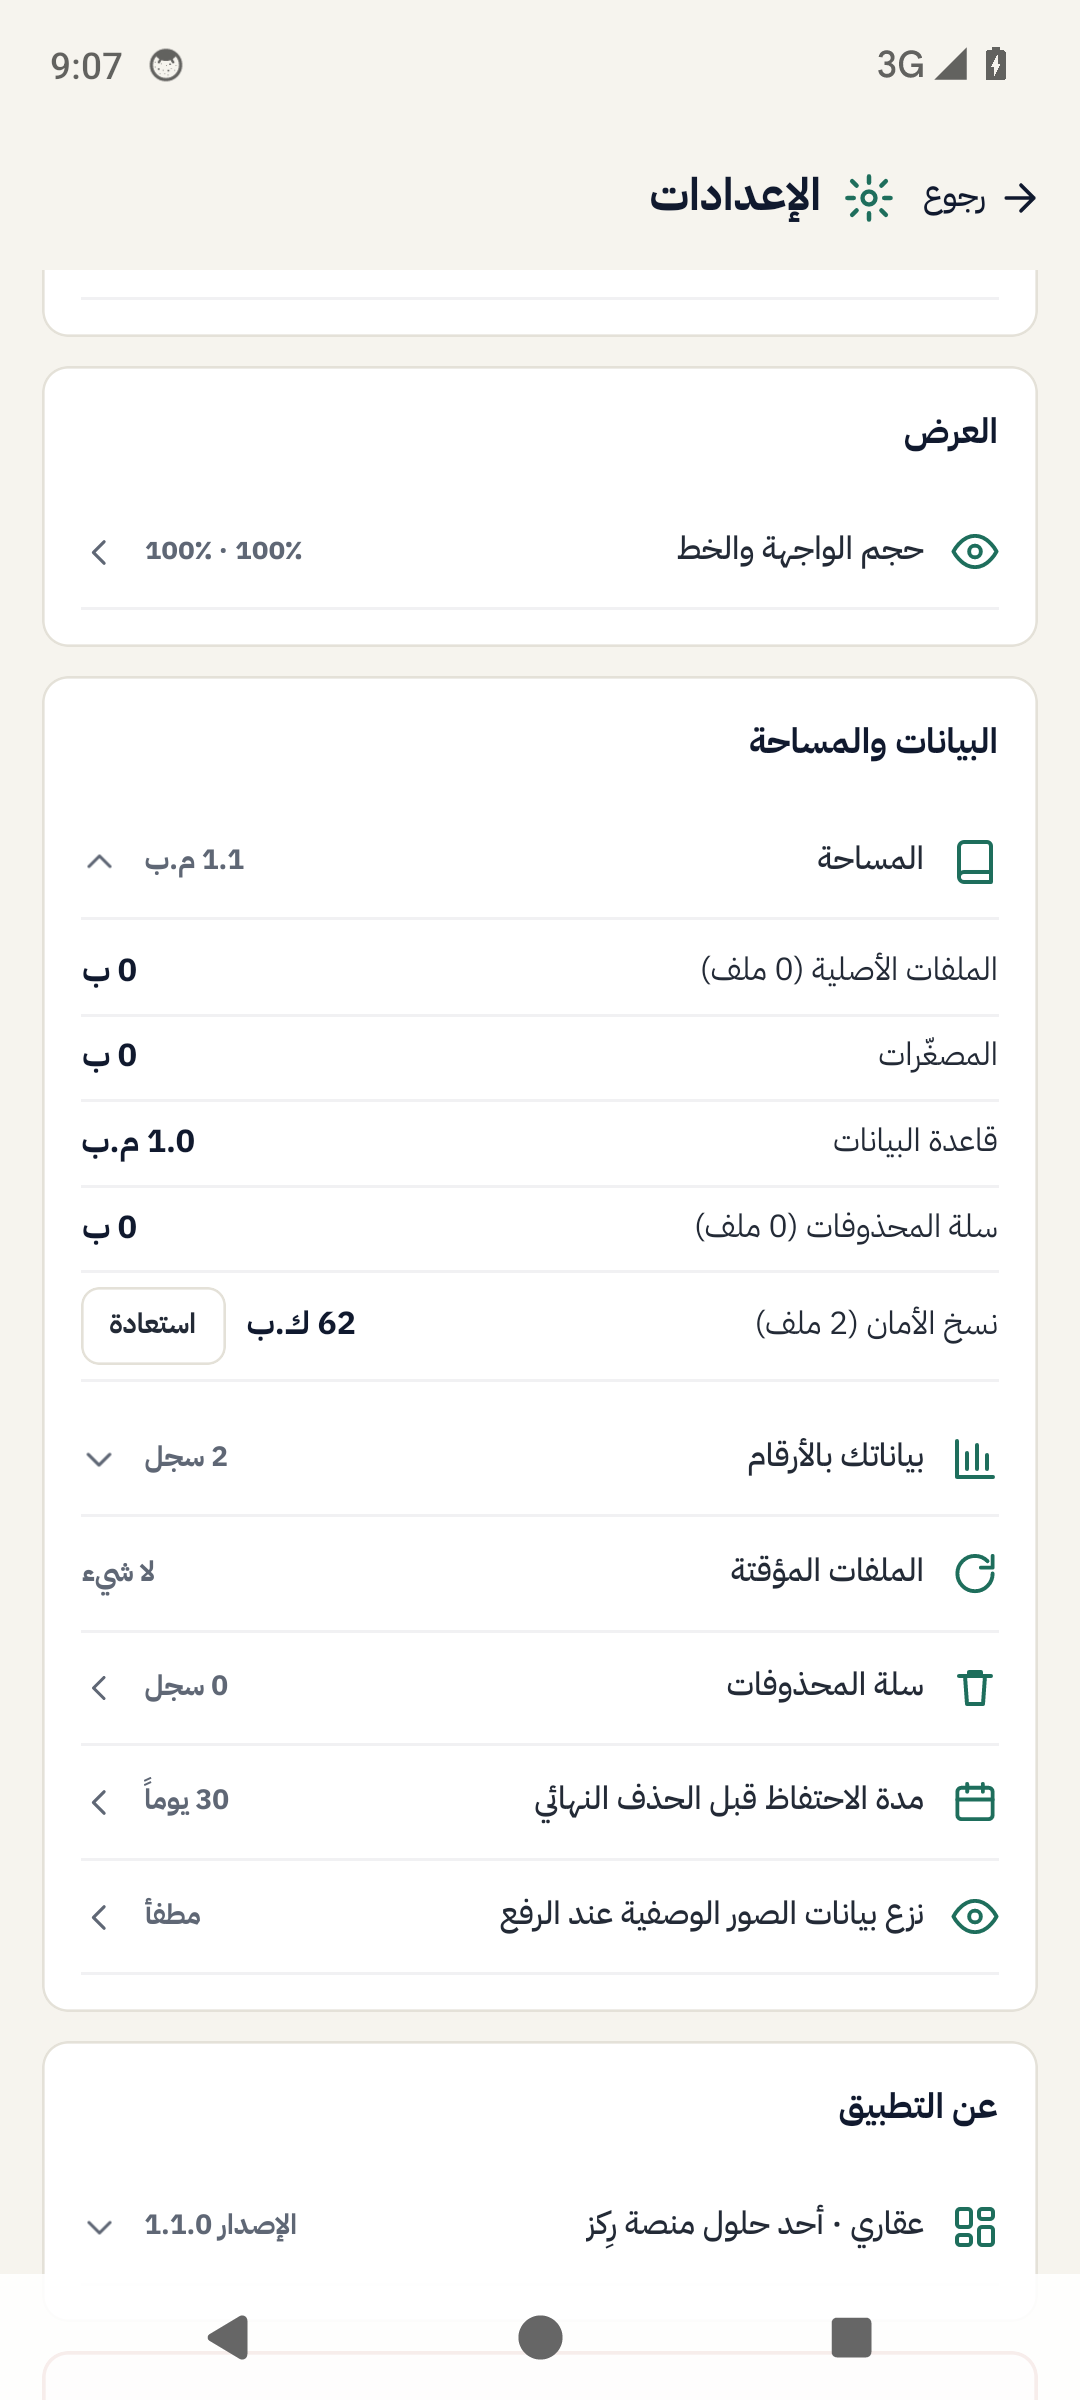 9:07
3G
رجوع
الإعدادات
العرض
حجم الواجهة والخط
100٪ · 100٪
البيانات والمساحة
المساحة
1.1 م.ب
الملفات الأصلية (0 ملف)
0 ب
المصغّرات
0 ب
قاعدة البيانات
1.0 م.ب
سلة المحذوفات (0 ملف)
0 ب
نسخ الأمان (2 ملف)
62 ك.ب
استعادة
بياناتك بالأرقام
2 سجل
الملفات المؤقتة
لا شيء
سلة المحذوفات
0 سجل
مدة الاحتفاظ قبل الحذف النهائي
30 يوماً
نزع بيانات الصور الوصفية عند الرفع
مطفأ
عن التطبيق
عقاري · أحد حلول منصة رِكز
الإصدار 1.1.0